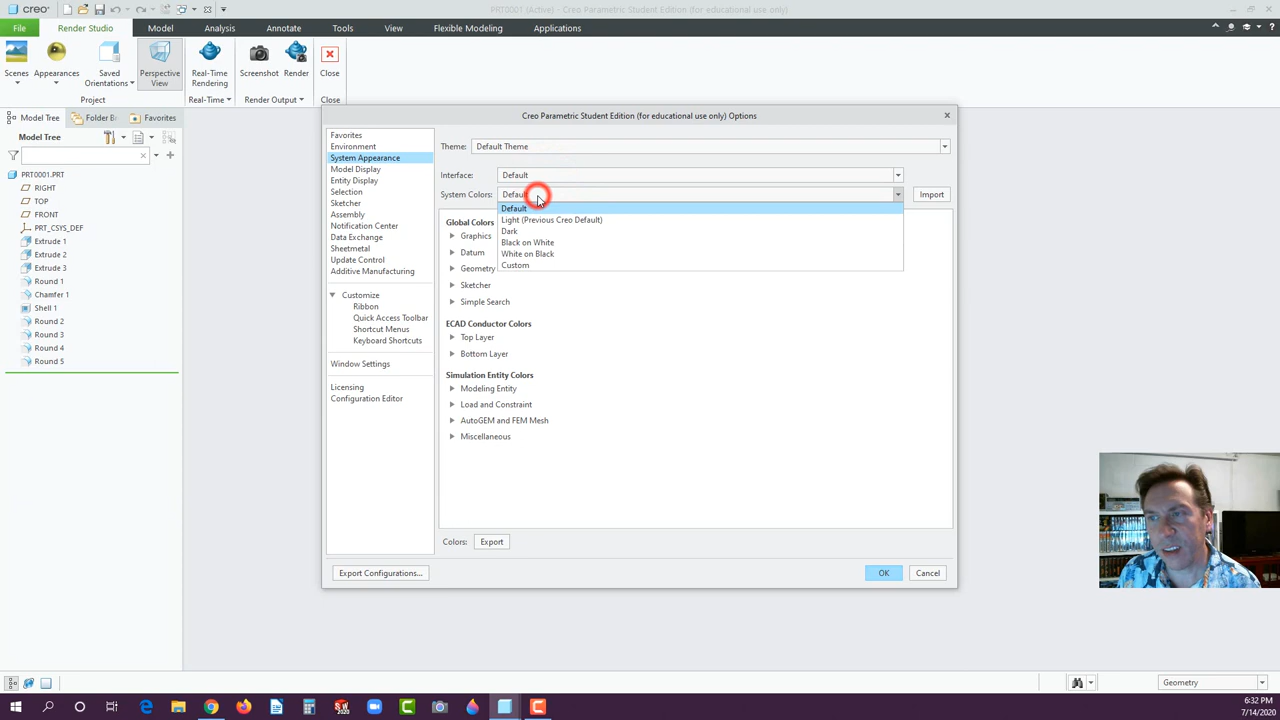 creo
PRT0001 (Active) - Creo Parametric Student Edition (for educational use only)
File
Render Studio
Model
Analysis
Annotate
Tools
View
Flexible Modeling
Applications
Scenes
Appearances
Saved
Orientations
Perspective
View
Real-Time
Rendering
Screenshot
Render
Close
Project
Real-Time
Render Output
Close
Model Tree
Folder B
Favorites
Model Tree
PRT0001.PRT
RIGHT
TOP
FRONT
PRT_CSYS_DEF
Extrude 1
Extrude 2
Extrude 3
Round 1
Chamfer 1
Shell 1
Round 2
Round 3
Round 4
Round 5
Creo Parametric Student Edition (for educational use only) Options
Favorites
Environment
System Appearance
Model Display
Entity Display
Selection
Sketcher
Assembly
Notification Center
Data Exchange
Sheetmetal
Update Control
Additive Manufacturing
Customize
Ribbon
Quick Access Toolbar
Shortcut Menus
Keyboard Shortcuts
Window Settings
Licensing
Configuration Editor
Theme: Default Theme
Interface: Default
System Colors: Default
Import
Default
Light (Previous Creo Default)
Dark
Black on White
White on Black
Custom
Global Colors
Graphics
Datum
Geometry
Sketcher
Simple Search
ECAD Conductor Colors
Top Layer
Bottom Layer
Simulation Entity Colors
Modeling Entity
Load and Constraint
AutoGEM and FEM Mesh
Miscellaneous
Colors: Export
Export Configurations...
OK
Cancel
Geometry
6:32 PM
7/14/2020